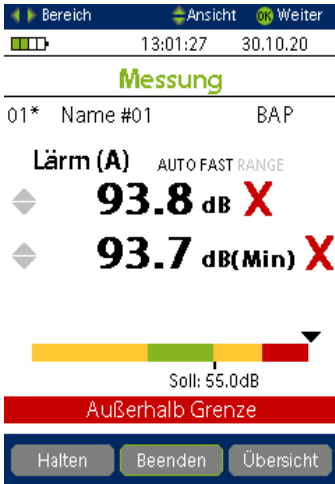 Bereich Ansicht OK Weiter
13:01:27 30.10.20
Messung
01* Name #01 BAP
Lärm (A) AUTO FAST RANGE
93.8 dB X
93.7 dB(Min) X
Soll: 55.0dB
Außerhalb Grenze
Halten Beenden Übersicht